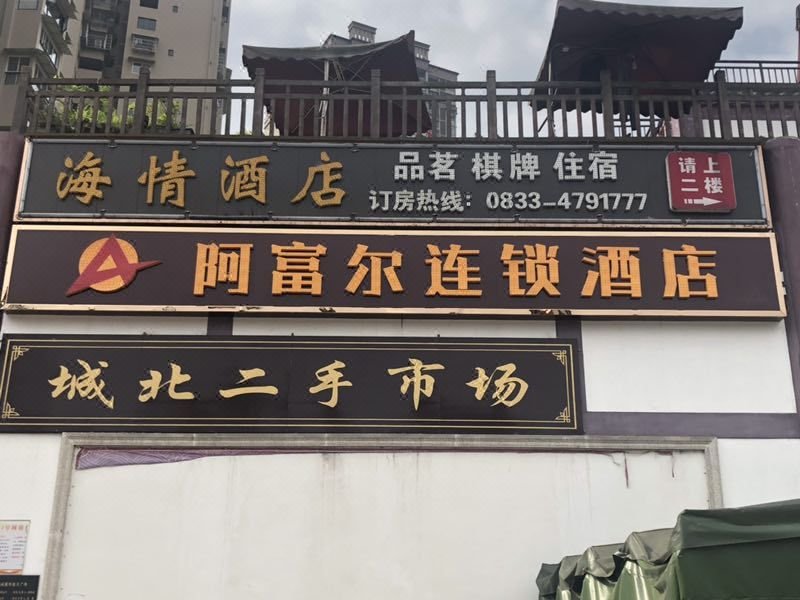 海情酒店
品茗 棋牌 住宿
订房热线：0833-4791777
请上
二楼
阿富尔连锁酒店
城北二手市场